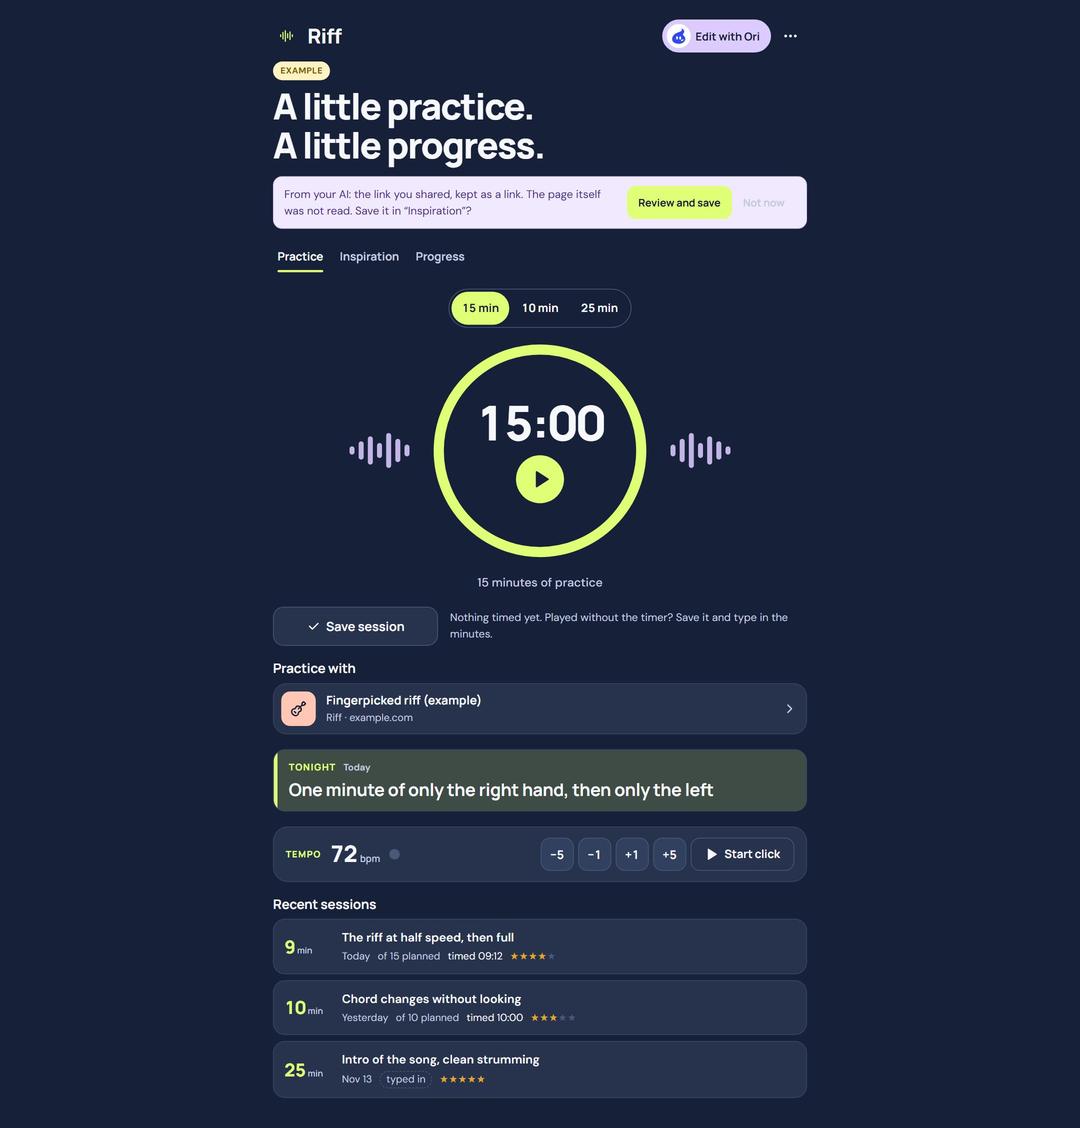 Riff
Edit with Ori
EXAMPLE
A little practice.
A little progress.
From your AI: the link you shared, kept as a link. The page itself
was not read. Save it in “Inspiration”?
Review and save
Not now
Practice
Inspiration
Progress
15 min
10 min
25 min
15:00
15 minutes of practice
Save session
Nothing timed yet. Played without the timer? Save it and type in the
minutes.
Practice with
Fingerpicked riff (example)
Riff · example.com
TONIGHT Today
One minute of only the right hand, then only the left
TEMPO 72 bpm
−5
−1
+1
+5
Start click
Recent sessions
9 min
The riff at half speed, then full
Today of 15 planned timed 09:12 ★★★★★
10 min
Chord changes without looking
Yesterday of 10 planned timed 10:00 ★★★★★
25 min
Intro of the song, clean strumming
Nov 13 typed in ★★★★★